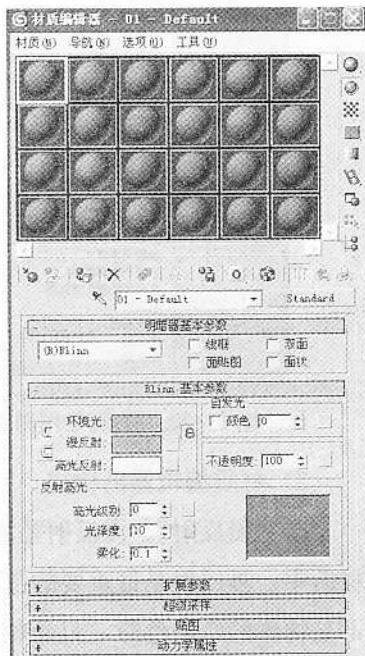 材质编辑器 - 01 - Default
材质(M) 导航(N) 选项(O) 工具(U)
01 - Default Standard
- 明暗器基本参数
(B)Blinn 线框 双面
面贴图 面状
- Blinn 基本参数
自发光
环境光: 颜色 0
漫反射:
高光反射: 不透明度: 100
反射高光
高光级别: 0
光泽度: 10
柔化: 0.1
+ 扩展参数
+ 超级采样
+ 贴图
+ 动力学属性